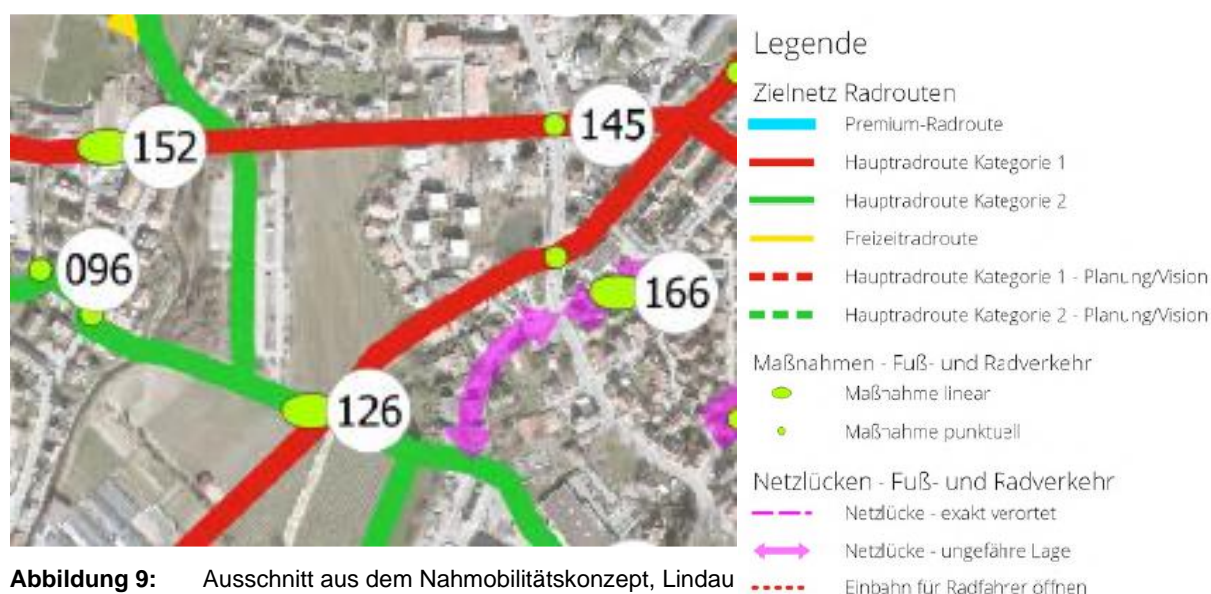 152
145
096
166
126
Abbildung 9: Ausschnitt aus dem Nahmobilitätskonzept, Lindau
Legende
Zielnetz Radrouten
Premium-Radroute
Hauptradroute Kategorie 1
Hauptradroute Kategorie 2
Freizeitradroute
Hauptradroute Kategorie 1 - Planung/Vision
Hauptradroute Kategorie 2 - Planung/Vision
Maßnahmen - Fuß- und Radverkehr
Maßnahme linear
Maßnahme punktuell
Netzlücken - Fuß- und Radverkehr
Netzlücke - exakt verortet
Netzlücke - ungefähre Lage
Einbahn für Radfahrer öffnen